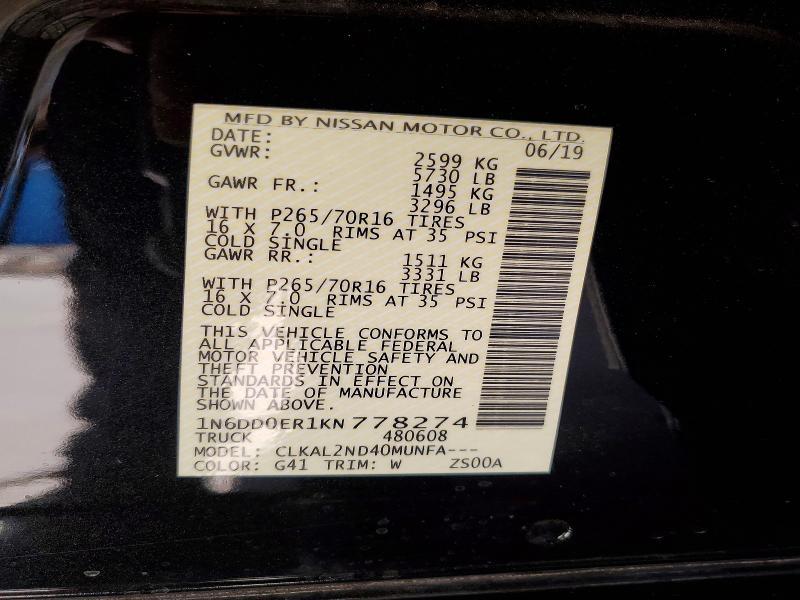 MFD BY NISSAN MOTOR CO., LTD.
DATE: 06/19
GVWR: 2599 KG
5730 LB
GAWR FR.: 1495 KG
3296 LB
WITH P265/70R16 TIRES
16 X 7.0 RIMS AT 35 PSI
COLD SINGLE
GAWR RR.: 1511 KG
3331 LB
WITH P265/70R16 TIRES
16 X 7.0 RIMS AT 35 PSI
COLD SINGLE
THIS VEHICLE CONFORMS TO
ALL APPLICABLE FEDERAL
MOTOR VEHICLE SAFETY AND
THEFT PREVENTION
STANDARDS IN EFFECT ON
THE DATE OF MANUFACTURE
SHOWN ABOVE.
1N6DD0ER1KN778274
TRUCK 480608
MODEL: CLKAL2ND40MUNFA---
COLOR: G41 TRIM: W ZS00A